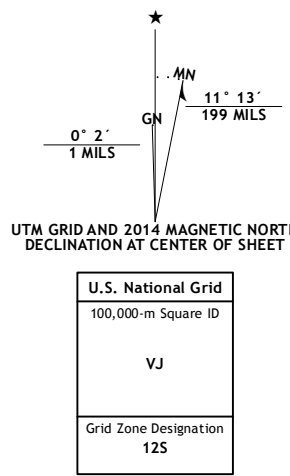 ★
MN
11° 13´
199 MILS
GN
0° 2´
1 MILS
UTM GRID AND 2014 MAGNETIC NORTH
DECLINATION AT CENTER OF SHEET
U.S. National Grid
100,000-m Square ID
VJ
Grid Zone Designation
12S